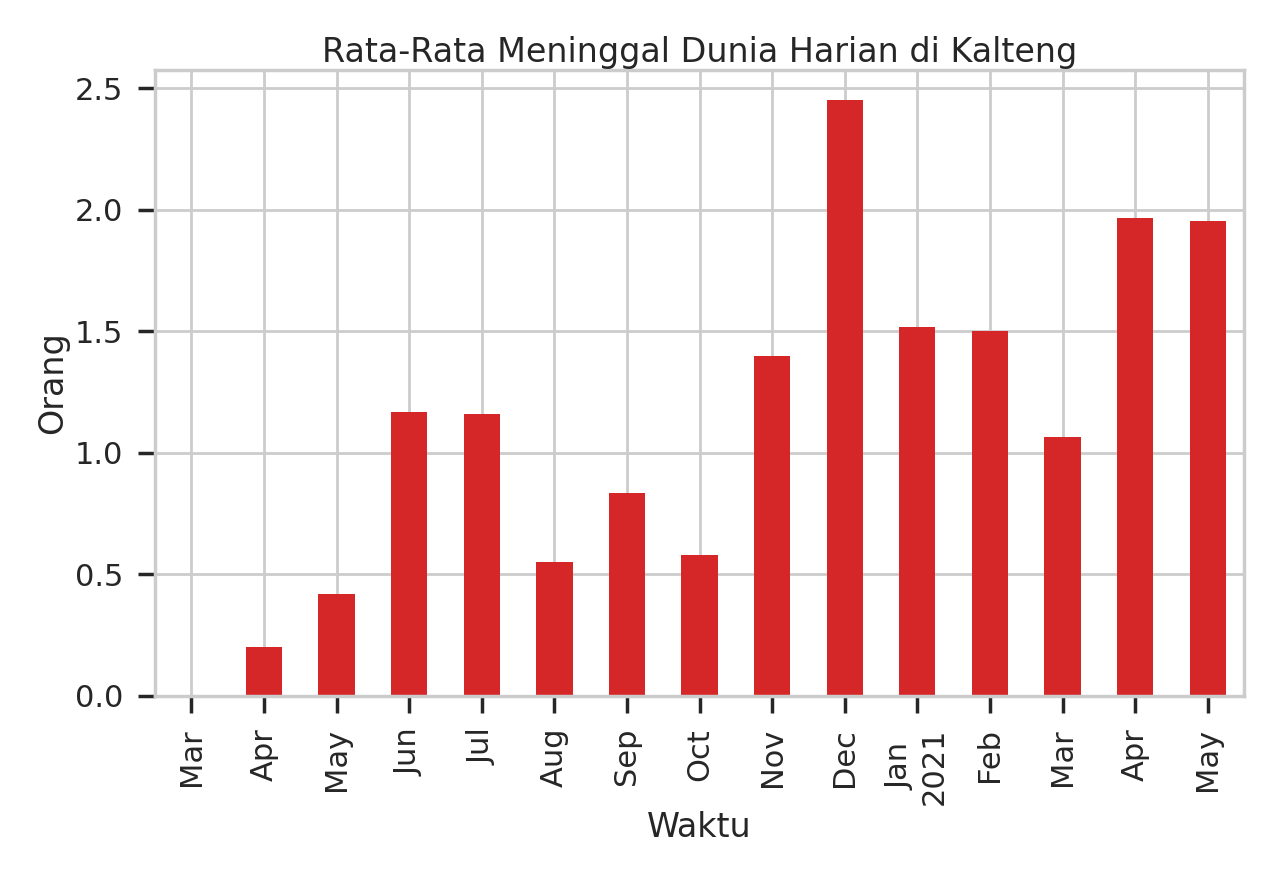 Rata-Rata Meninggal Dunia Harian di Kalteng
2.5
2.0
1.5
1.0
0.5
0.0
Orang
Mar
Apr
May
Jun
Jul
Aug
Sep
Oct
Nov
Dec
Jan
2021
Feb
Mar
Apr
May
Waktu